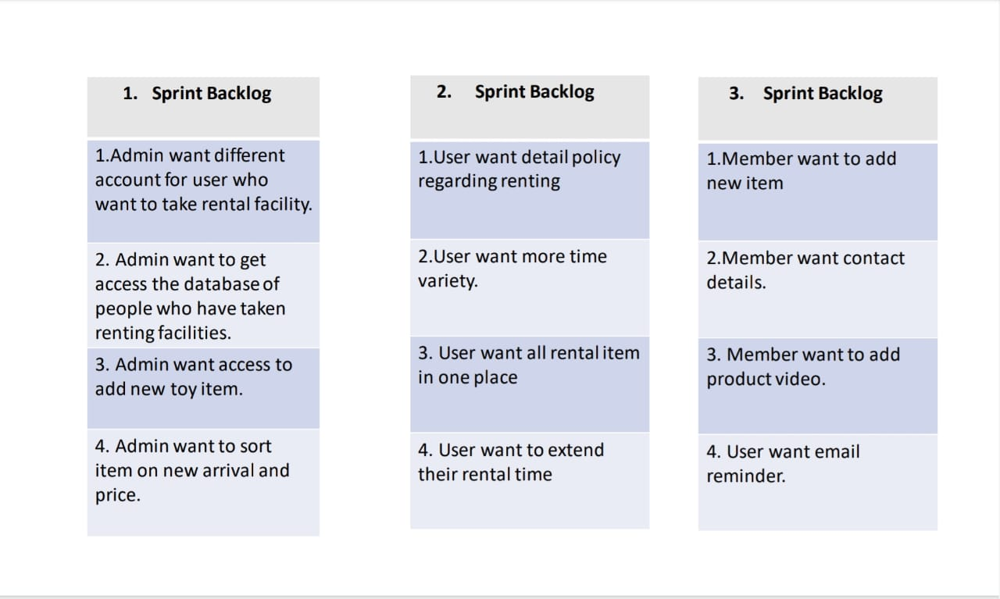 1. Sprint Backlog
1.Admin want different
account for user who
want to take rental facility.
2. Admin want to get
access the database of
people who have taken
renting facilities.
3. Admin want access to
add new toy item.
4. Admin want to sort
item on new arrival and
price.
2. Sprint Backlog
1.User want detail policy
regarding renting
2.User want more time
variety.
3. User want all rental item
in one place
4. User want to extend
their rental time
3. Sprint Backlog
1.Member want to add
new item
2.Member want contact
details.
3. Member want to add
product video.
4. User want email
reminder.